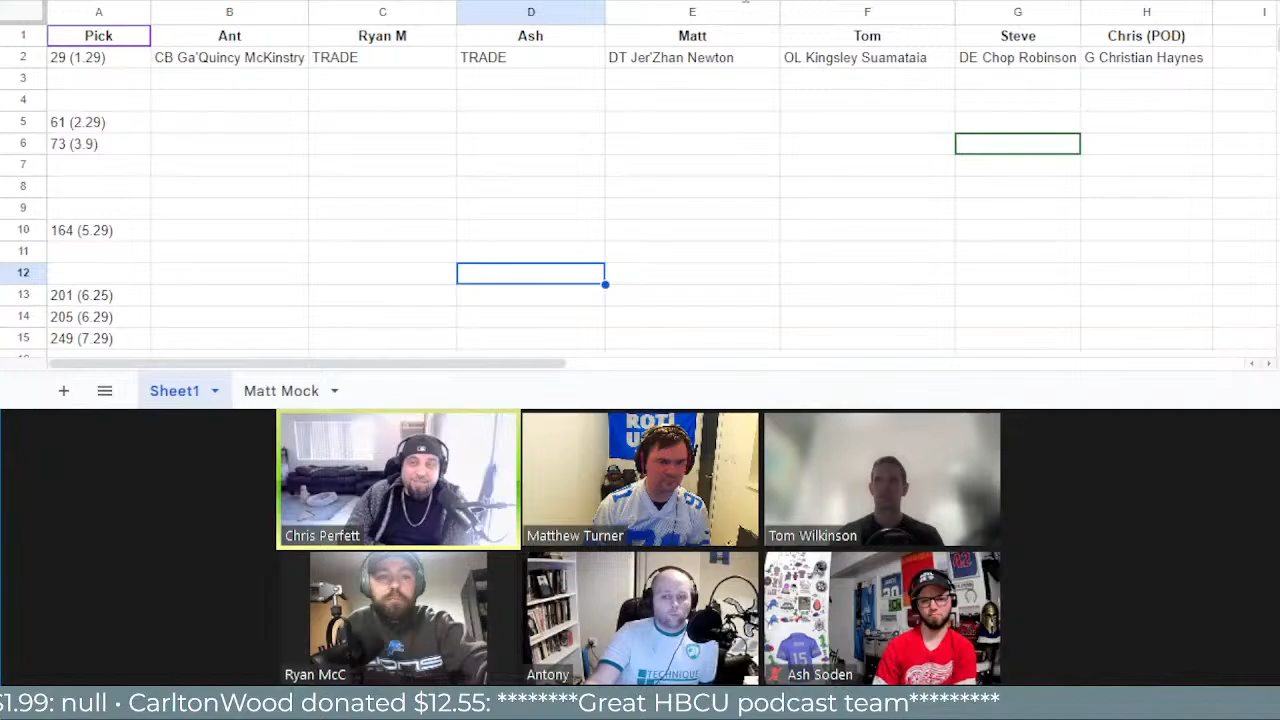 A B C D E F G H I
1 Pick Ant Ryan M Ash Matt Tom Steve Chris (POD)
2 29 (1.29) CB Ga'Quincy McKinstry TRADE TRADE DT Jer'Zhan Newton OL Kingsley Suamataia DE Chop Robinson G Christian Haynes
3
4
5 61 (2.29)
6 73 (3.9)
7
8
9
10 164 (5.29)
11
12
13 201 (6.25)
14 205 (6.29)
15 249 (7.29)
+ Sheet1 Matt Mock
ROTI
Chris Perfett Matthew Turner Tom Wilkinson
42
15
TECHNIQUE
Ryan McC Antony Ash Soden
$1.99: null • CarltonWood donated $12.55: ********Great HBCU podcast team*********